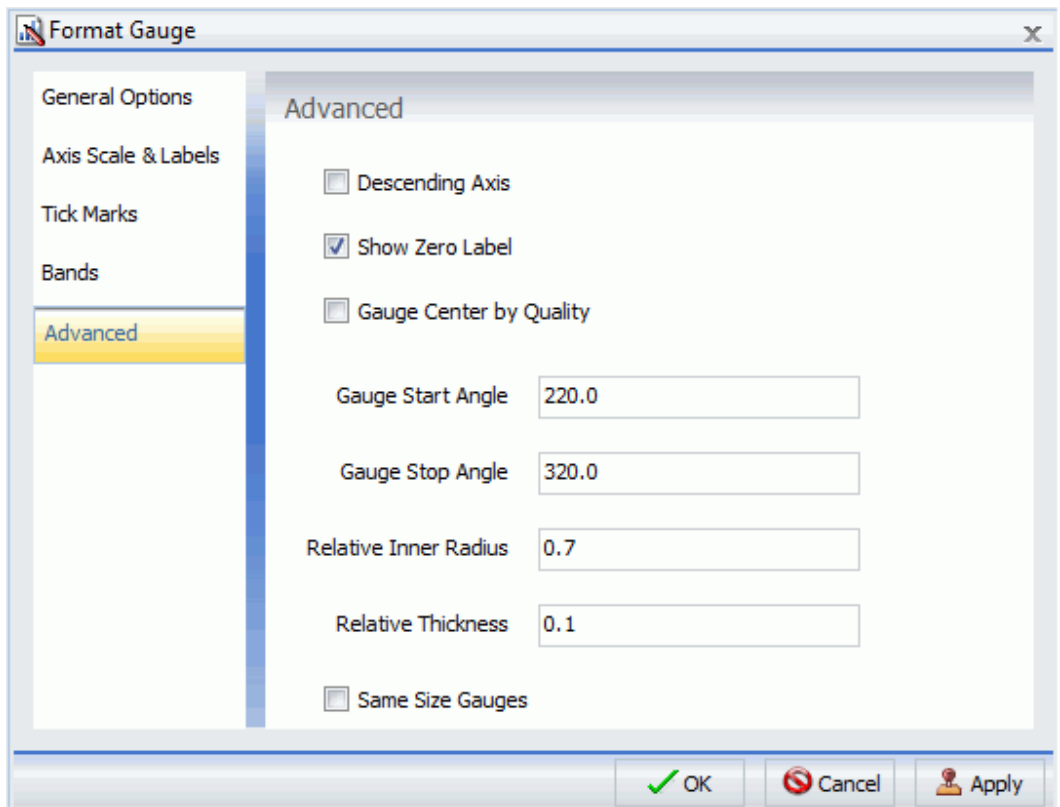 Format Gauge
x
General Options
Axis Scale & Labels
Tick Marks
Bands
Advanced
Advanced
Descending Axis
Show Zero Label
Gauge Center by Quality
Gauge Start Angle 220.0
Gauge Stop Angle 320.0
Relative Inner Radius 0.7
Relative Thickness 0.1
Same Size Gauges
OK Cancel Apply